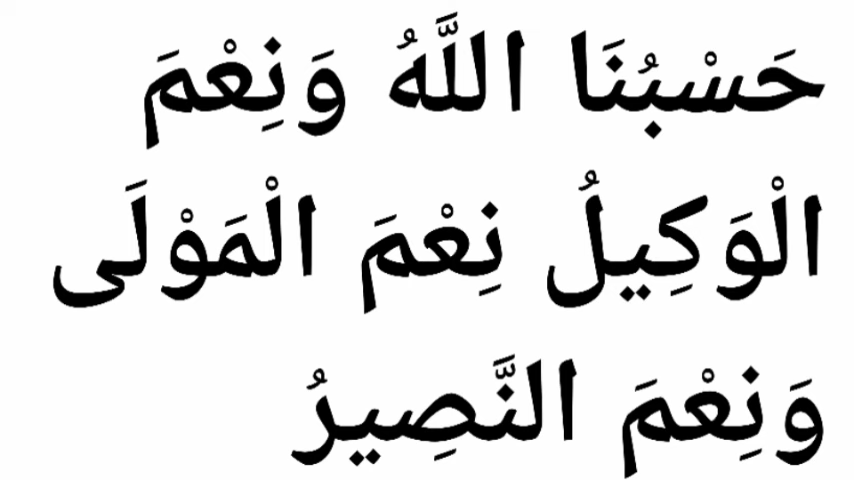 حَسْبُنَا اللَّهُ وَنِعْمَ
الْوَكِيلُ نِعْمَ الْمَوْلَى
وَنِعْمَ النَّصِيرُ